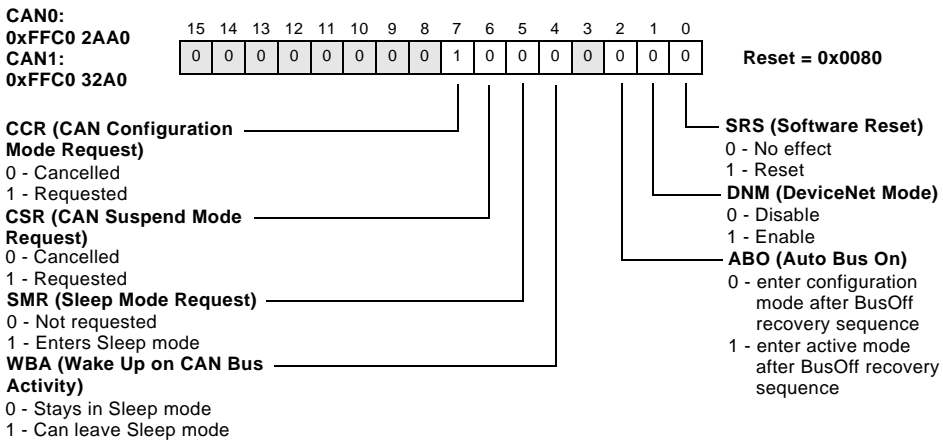 CAN0:
0xFFC0 2AA0
CAN1:
0xFFC0 32A0
15 14 13 12 11 10 9 8 7 6 5 4 3 2 1 0
0 0 0 0 0 0 0 0 1 0 0 0 0 0 0 0
Reset = 0x0080
CCR (CAN Configuration
Mode Request)
0 - Cancelled
1 - Requested
CSR (CAN Suspend Mode
Request)
0 - Cancelled
1 - Requested
SMR (Sleep Mode Request)
0 - Not requested
1 - Enters Sleep mode
WBA (Wake Up on CAN Bus
Activity)
0 - Stays in Sleep mode
1 - Can leave Sleep mode
SRS (Software Reset)
0 - No effect
1 - Reset
DNM (DeviceNet Mode)
0 - Disable
1 - Enable
ABO (Auto Bus On)
0 - enter configuration
mode after BusOff
recovery sequence
1 - enter active mode
after BusOff recovery
sequence